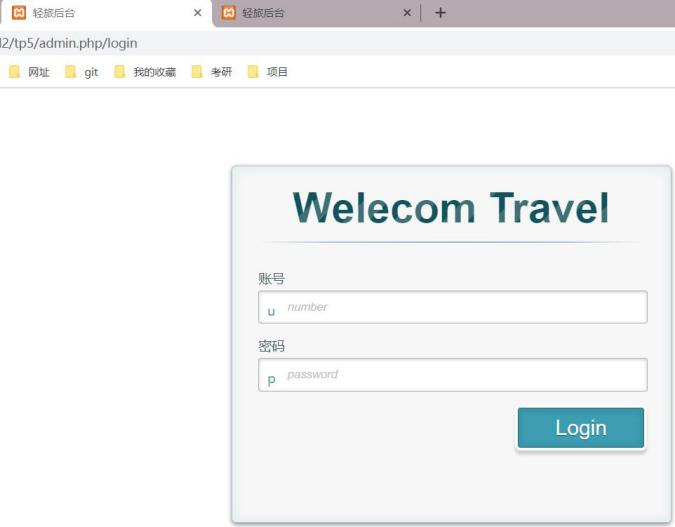 轻旅后台
轻旅后台
2/tp5/admin.php/login
网址 git 我的收藏 考研 项目
Welecom Travel
账号
u number
密码
p password
Login